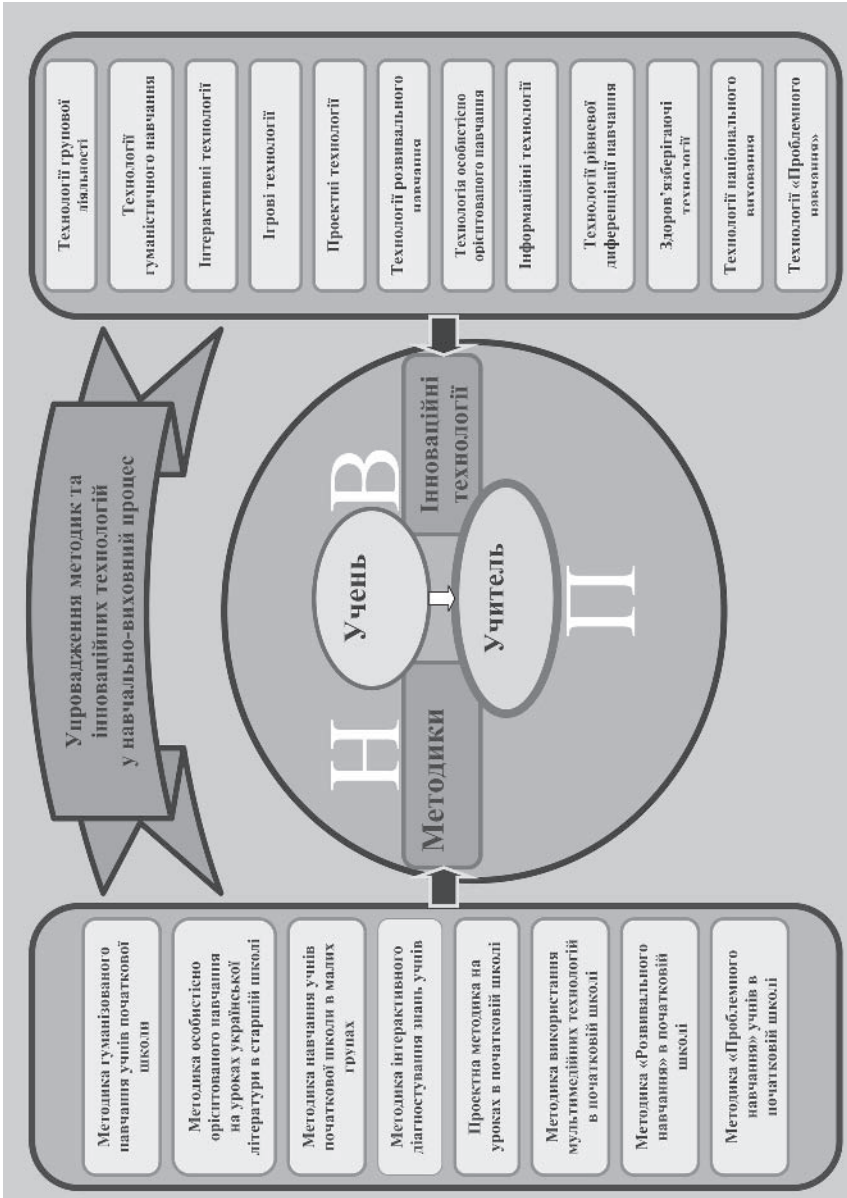 Упровадження методик та
інноваційних технологій
у навчально-виховний процес
Методика гуманізованого
навчання учнів початкової
школи
Методика особистісно
орієнтованого навчання
на уроках української
літератури в старшій школі
Методика навчання учнів
початкової школи в малих
групах
Методика інтерактивного
діагностування знань учнів
Проектна методика на
уроках в початковій школі
Методика використання
мультимедійних технологій
в початковій школі
Методика «Розвивального
навчання» в початковій
школі
Методика «Проблемного
навчання» учнів в
початковій школі
Н
В
Учень
Методики
Інноваційні
технології
Учитель
П
Технології групової
діяльності
Технології
гуманістичного навчання
Інтерактивні технології
Ігрові технології
Проектні технології
Технології розвивального
навчання
Технологія особистісно
орієнтованого навчання
Інформаційні технології
Технології рівневої
диференціації навчання
Здоров'язберігаючі
технології
Технології національного
виховання
Технології «Проблемного
навчання»